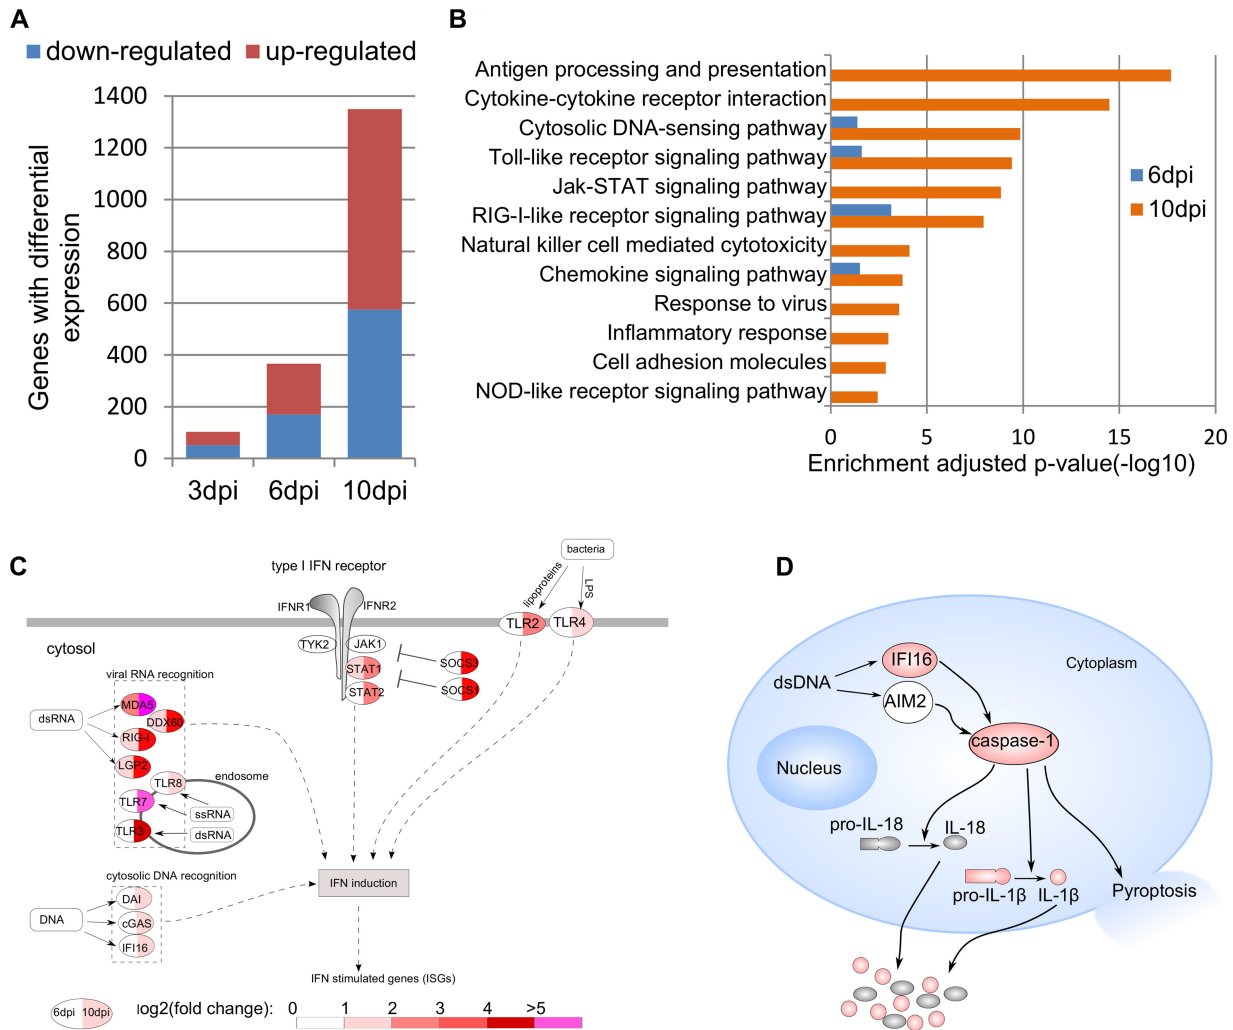 A
down-regulated
up-regulated
1400
1200
1000
800
600
400
200
0
Genes with differential
expression
3dpi
6dpi
10dpi
B
Antigen processing and presentation
Cytokine-cytokine receptor interaction
Cytosolic DNA-sensing pathway
Toll-like receptor signaling pathway
Jak-STAT signaling pathway
RIG-I-like receptor signaling pathway
Natural killer cell mediated cytotoxicity
Chemokine signaling pathway
Response to virus
Inflammatory response
Cell adhesion molecules
NOD-like receptor signaling pathway
6dpi
10dpi
0
5
10
15
20
Enrichment adjusted p-value(-log10)
C
bacteria
type I IFN receptor
lipoproteins
LPS
IFNR1
IFNR2
TLR2
TLR4
TYK2
JAK1
cytosol
STAT1
SOCS3
STAT2
SOCS1
viral RNA recognition
MDA5
dsRNA
DDX60
RIG-I
LGP2
endosome
TLR8
TLR7
ssRNA
TLR3
dsRNA
cytosolic DNA recognition
IFN induction
DAI
DNA
cGAS
IFI16
IFN stimulated genes (ISGs)
6dpi
10dpi
log2(fold change):
0
1
2
3
4
>5
D
IFI16
Cytoplasm
dsDNA
AIM2
caspase-1
Nucleus
pro-IL-18
IL-18
pro-IL-1β
IL-1β
Pyroptosis